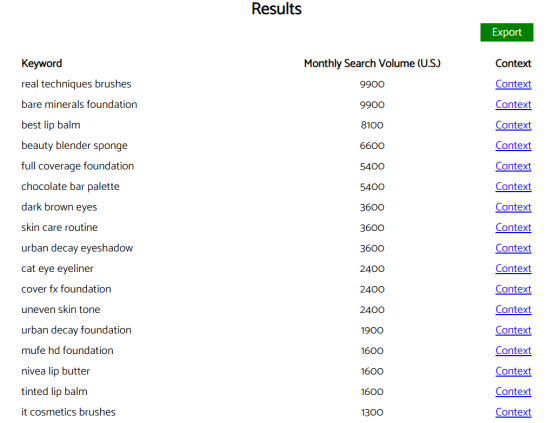 Results
Export
Keyword Monthly Search Volume (U.S.) Context
real techniques brushes 9900 Context
bare minerals foundation 9900 Context
best lip balm 8100 Context
beauty blender sponge 6600 Context
full coverage foundation 5400 Context
chocolate bar palette 5400 Context
dark brown eyes 3600 Context
skin care routine 3600 Context
urban decay eyeshadow 3600 Context
cat eye eyeliner 2400 Context
cover fx foundation 2400 Context
uneven skin tone 2400 Context
urban decay foundation 1900 Context
mufe hd foundation 1600 Context
nivea lip butter 1600 Context
tinted lip balm 1600 Context
it cosmetics brushes 1300 Context